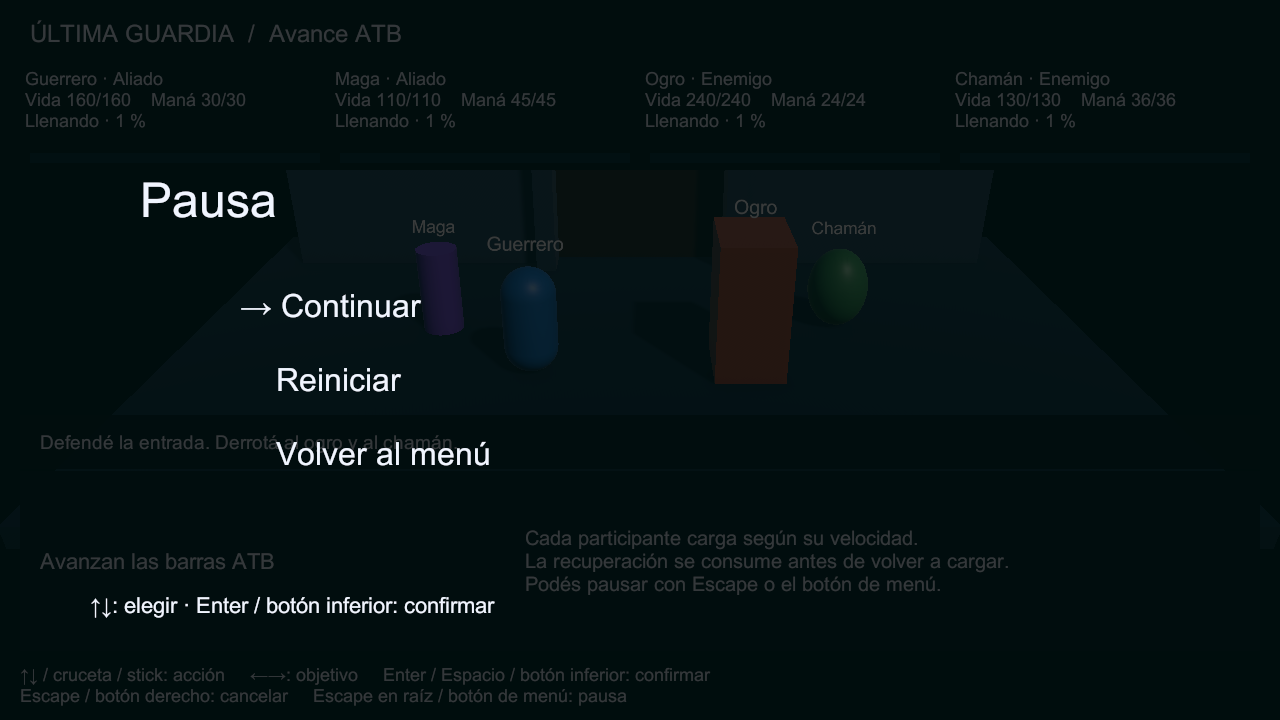 ÚLTIMA GUARDIA / Avance ATB
Guerrero · Aliado
Vida 160/160 Maná 30/30
Llenando · 1 %
Maga · Aliado
Vida 110/110 Maná 45/45
Llenando · 1 %
Ogro · Enemigo
Vida 240/240 Maná 24/24
Llenando · 1 %
Chamán · Enemigo
Vida 130/130 Maná 36/36
Llenando · 1 %
Pausa
Maga
Guerrero
Ogro
Chamán
→ Continuar
Reiniciar
Defendé la entrada. Derrotá al ogro y al chamán.
Volver al menú
Avanzan las barras ATB
Cada participante carga según su velocidad.
La recuperación se consume antes de volver a cargar.
Podés pausar con Escape o el botón de menú.
↑↓: elegir · Enter / botón inferior: confirmar
↑↓ / cruceta / stick: acción ←→: objetivo Enter / Espacio / botón inferior: confirmar
Escape / botón derecho: cancelar Escape en raíz / botón de menú: pausa